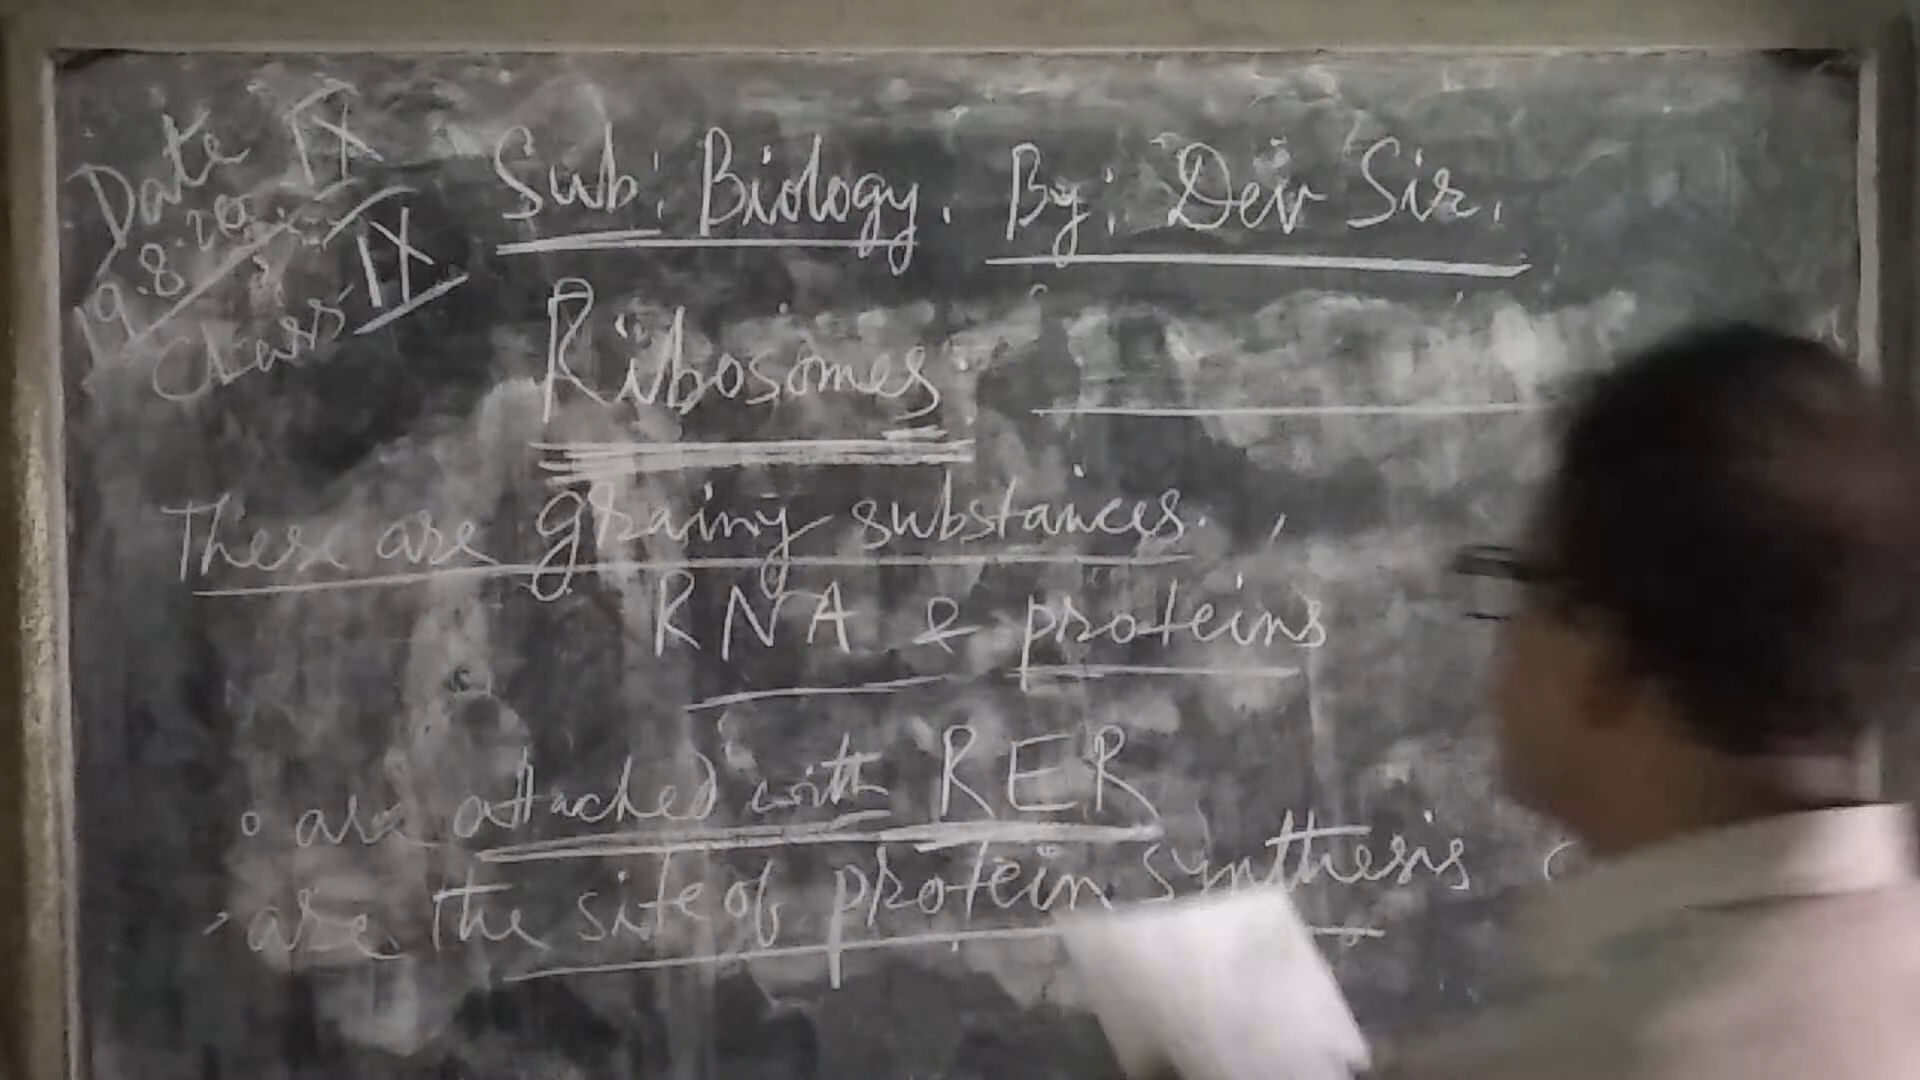 Date IX
19.8.20
Class IX
Sub: Biology. By: Dev Sir.
Ribosomes
These are grainy substances.
RNA & proteins
are attached with RER
are the site of protein synthesis